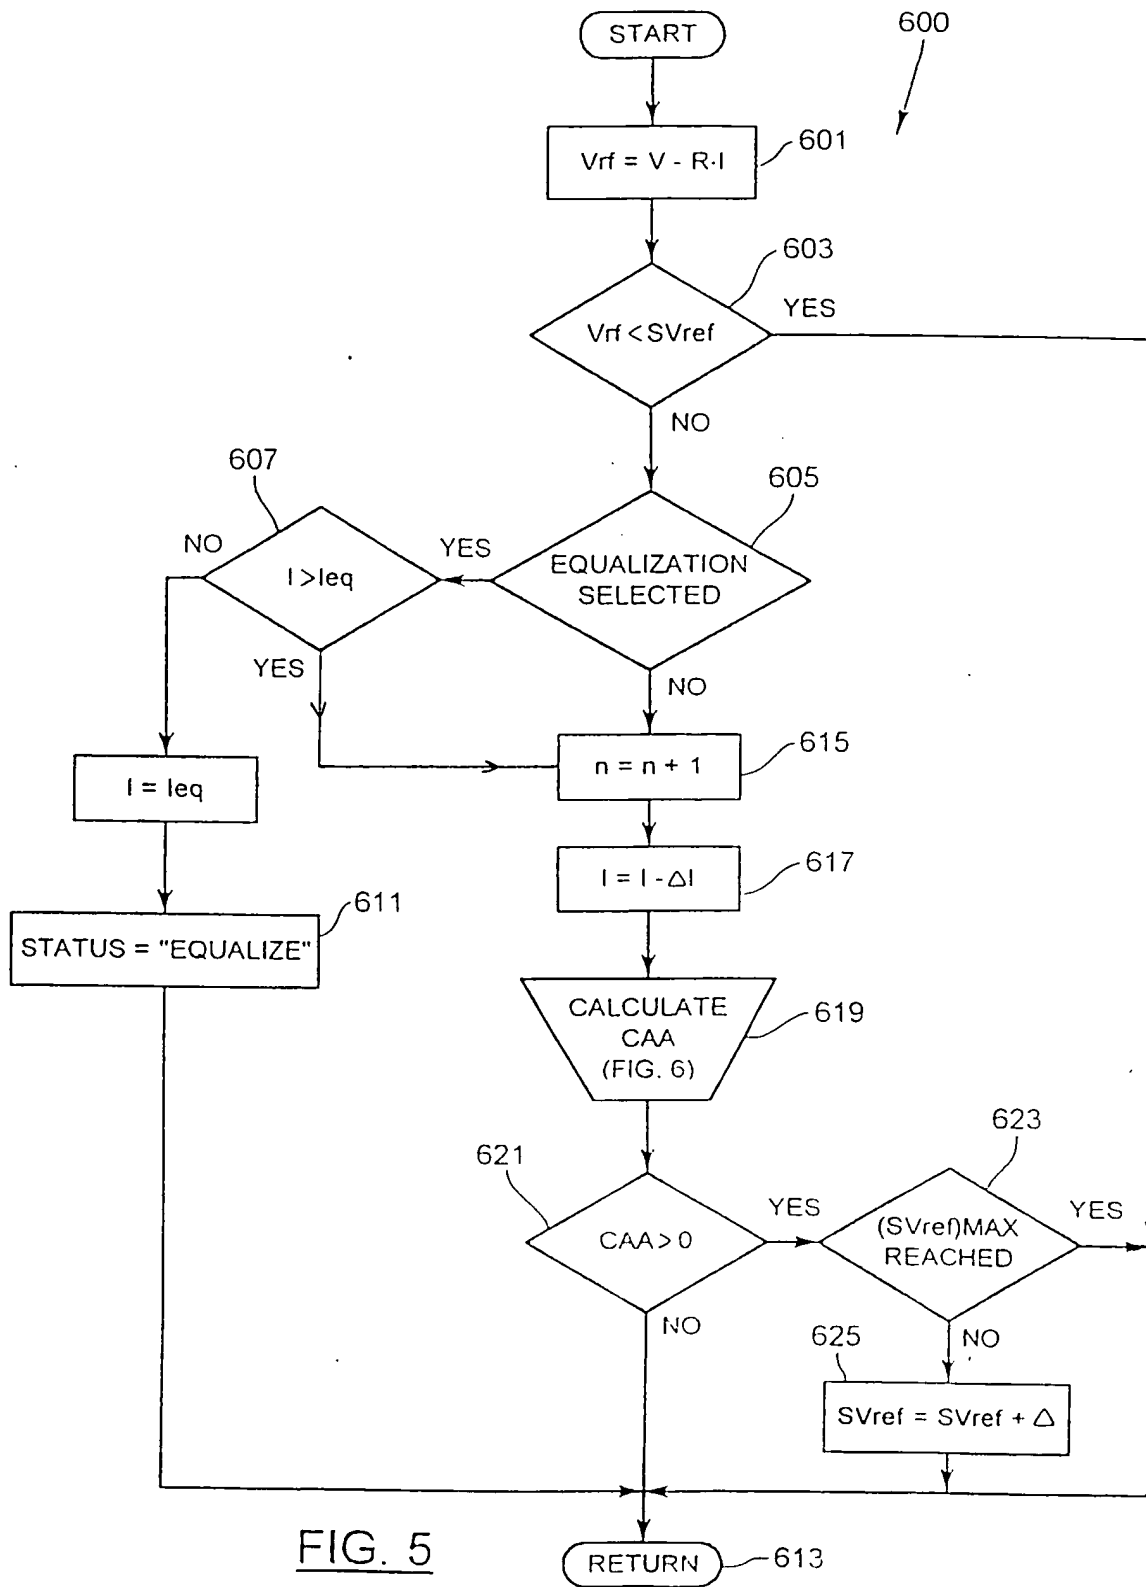 START
600
Vrf = V - R·I
601
603
Vrf < SVref
YES
NO
607
605
NO
I > Ieq
YES
EQUALIZATION
SELECTED
YES
NO
n = n + 1
615
I = Ieq
I = I - ΔI
617
611
STATUS = "EQUALIZE"
CALCULATE
CAA
(FIG. 6)
619
623
621
CAA > 0
YES
(SVref)MAX
REACHED
YES
NO
NO
625
SVref = SVref + Δ
FIG. 5
RETURN
613